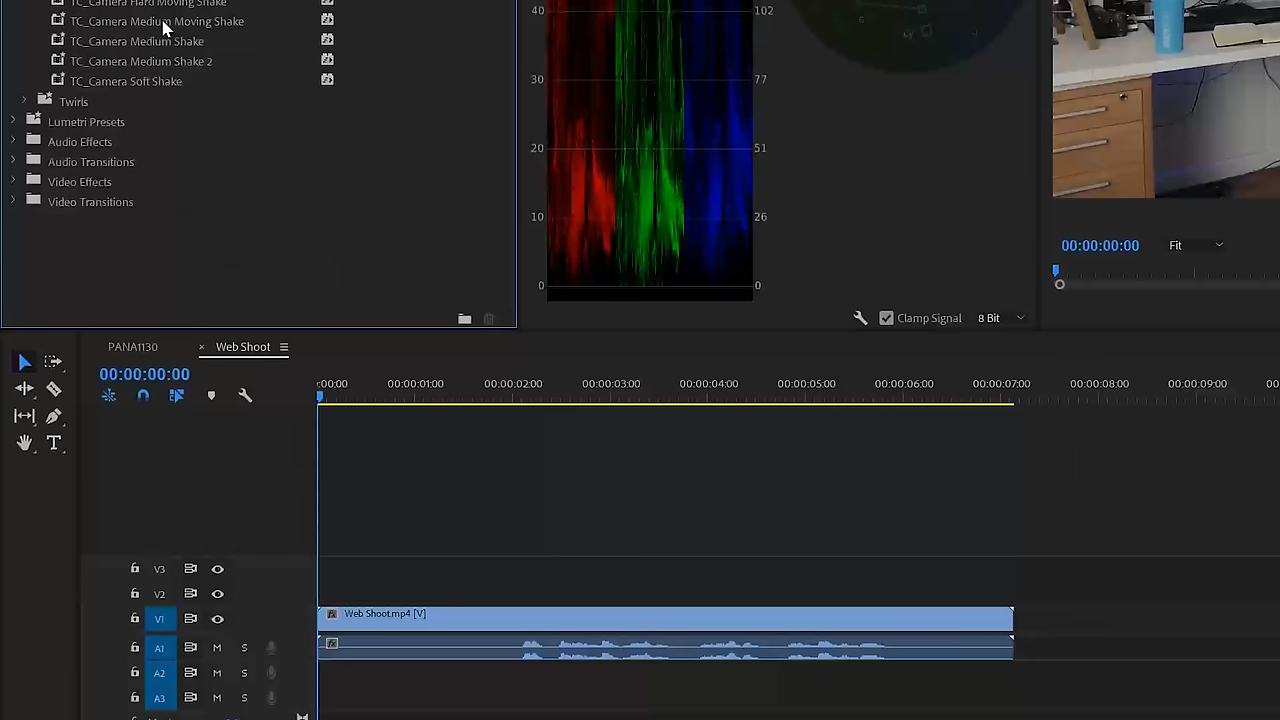 TC_Camera Hard Moving Shake
TC_Camera Medium Moving Shake
TC_Camera Medium Shake
TC_Camera Medium Shake 2
TC_Camera Soft Shake
Twirls
Lumetri Presets
Audio Effects
Audio Transitions
Video Effects
Video Transitions
40 102
30 77
20 51
10 26
0 0
Clamp Signal 8 Bit
00:00:00:00 Fit
PANA1130 × Web Shoot
00:00:00:00
:00:00 00:00:01:00 00:00:02:00 00:00:03:00 00:00:04:00 00:00:05:00 00:00:06:00 00:00:07:00 00:00:08:00 00:00:09:00 00
T
V3
V2
V1 fx Web Shoot.mp4 [V]
A1 M S fx
A2 M S
A3 M S